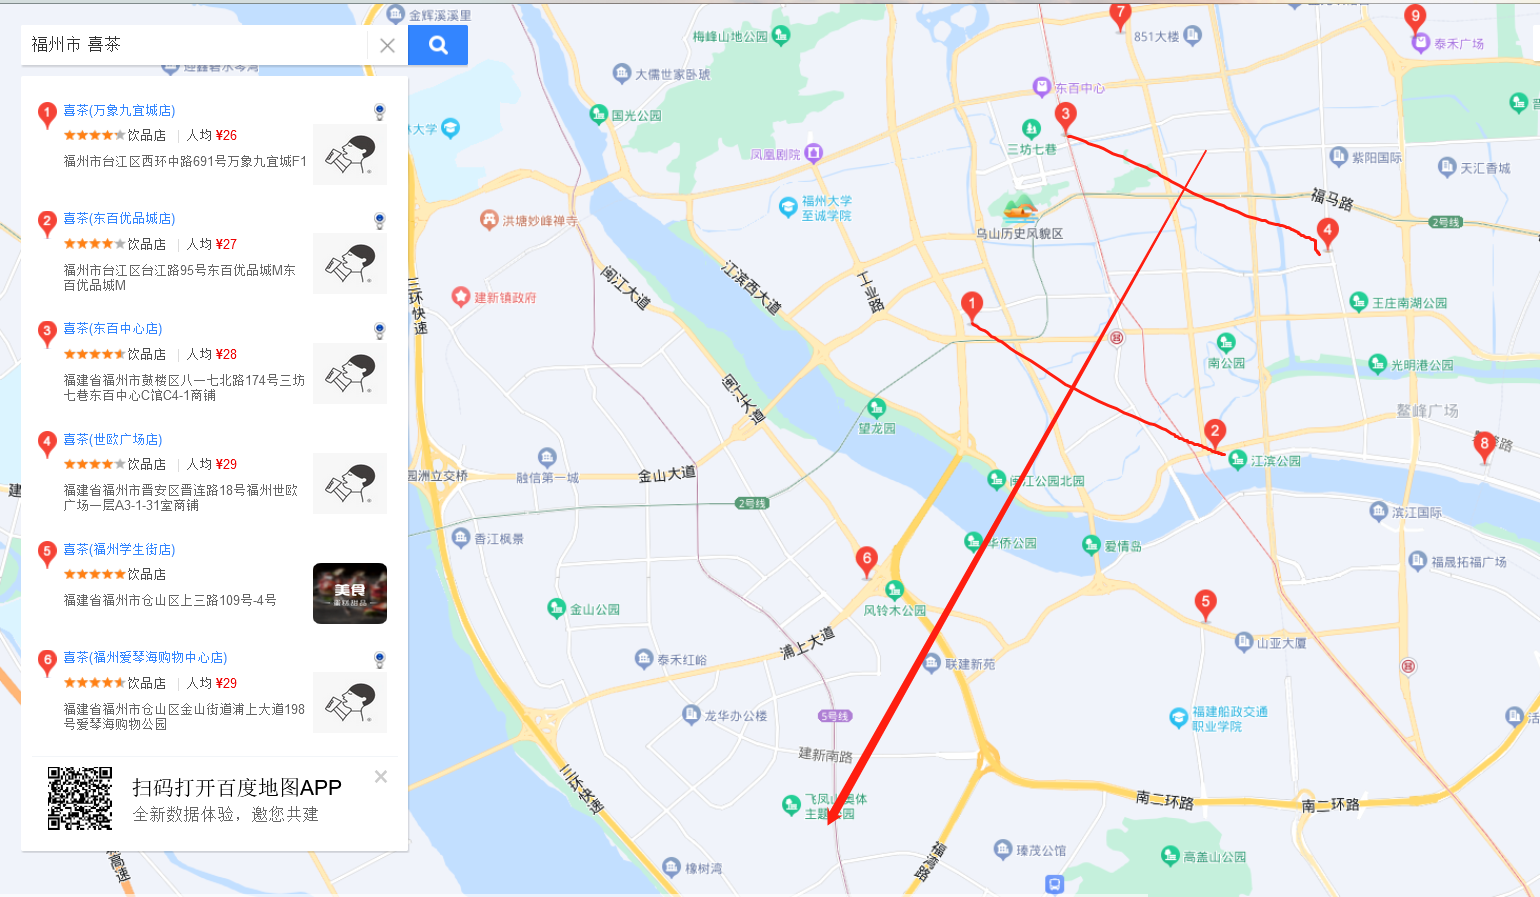 福州市 喜茶
1
喜茶(万象九宜城店)
饮品店
人均 ¥26
福州市台江区西环中路691号万象九宜城F1
2
喜茶(东百优品城店)
饮品店
人均 ¥27
福州市台江区台江路95号东百优品城M东
百优品城M
3
喜茶(东百中心店)
饮品店
人均 ¥28
福建省福州市鼓楼区八一七北路174号三坊
七巷东百中心C馆C4-1商铺
4
喜茶(世欧广场店)
饮品店
人均 ¥29
福建省福州市晋安区晋连路18号福州世欧
广场一层A3-1-31室商铺
5
喜茶(福州学生街店)
饮品店
福建省福州市仓山区上三路109号-4号
美食
蛋糕甜品
6
喜茶(福州爱琴海购物中心店)
饮品店
人均 ¥29
福建省福州市仓山区金山街道浦上大道198
号爱琴海购物公园
扫码打开百度地图APP
全新数据体验，邀您共建
金辉溪溪里
梅峰山地公园
7
851大楼
9
泰禾广场
大儒世家卧琥
国光公园
东百中心
3
三坊七巷
林大学
凤凰剧院
紫阳国际
天汇香城
福州大学
至诚学院
洪塘妙峰禅寺
乌山历史风貌区
福马路
2号线
4
三环快速
建新镇政府
闽江大道
江滨西大道
工业路
1
王庄南湖公园
南公园
光明港公园
闽江大道
望龙园
鳌峰广场
2
江滨公园
8
园洲立交桥
融信第一城
金山大道
闽江公园北园
2号线
滨江国际
香江枫景
华侨公园
爱情岛
6
福晟拓福广场
金山公园
风铃木公园
5
山亚大厦
浦上大道
泰禾红峪
联建新苑
龙华办公楼
5号线
福建船政交通
职业学院
建新南路
三环快速
南二环路
南二环路
福湾路
臻茂公馆
高盖山公园
橡树湾
高速